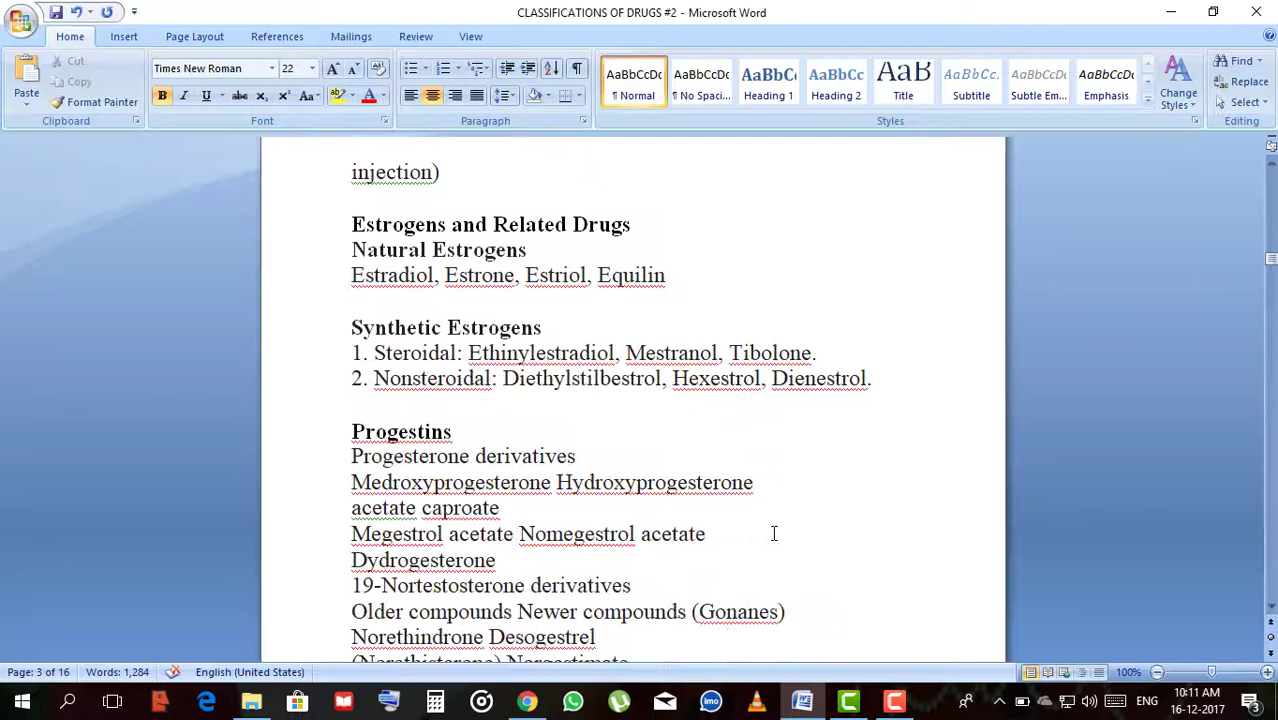 CLASSIFICATIONS OF DRUGS #2 - Microsoft Word
Home Insert Page Layout References Mailings Review View
Paste
Cut
Copy
Format Painter
Clipboard
Times New Roman 22
Font
Paragraph
AaBbCcDc AaBbCcDc AaBbC AaBbCc AaB AaBbCc. AaBbCcDc AaBbCcDc
¶ Normal ¶ No Spaci... Heading 1 Heading 2 Title Subtitle Subtle Em... Emphasis
Change Styles
Styles
Find
Replace
Select
Editing
injection)
Estrogens and Related Drugs
Natural Estrogens
Estradiol, Estrone, Estriol, Equilin
Synthetic Estrogens
1. Steroidal: Ethinylestradiol, Mestranol, Tibolone.
2. Nonsteroidal: Diethylstilbestrol, Hexestrol, Dienestrol.
Progestins
Progesterone derivatives
Medroxyprogesterone Hydroxyprogesterone
acetate caproate
Megestrol acetate Nomegestrol acetate
Dydrogesterone
19-Nortestosterone derivatives
Older compounds Newer compounds (Gonanes)
Norethindrone Desogestrel
(Norethisterone) Norgestimate
Page: 3 of 16 Words: 1,284 English (United States) 100%
ENG 10:11 AM
16-12-2017